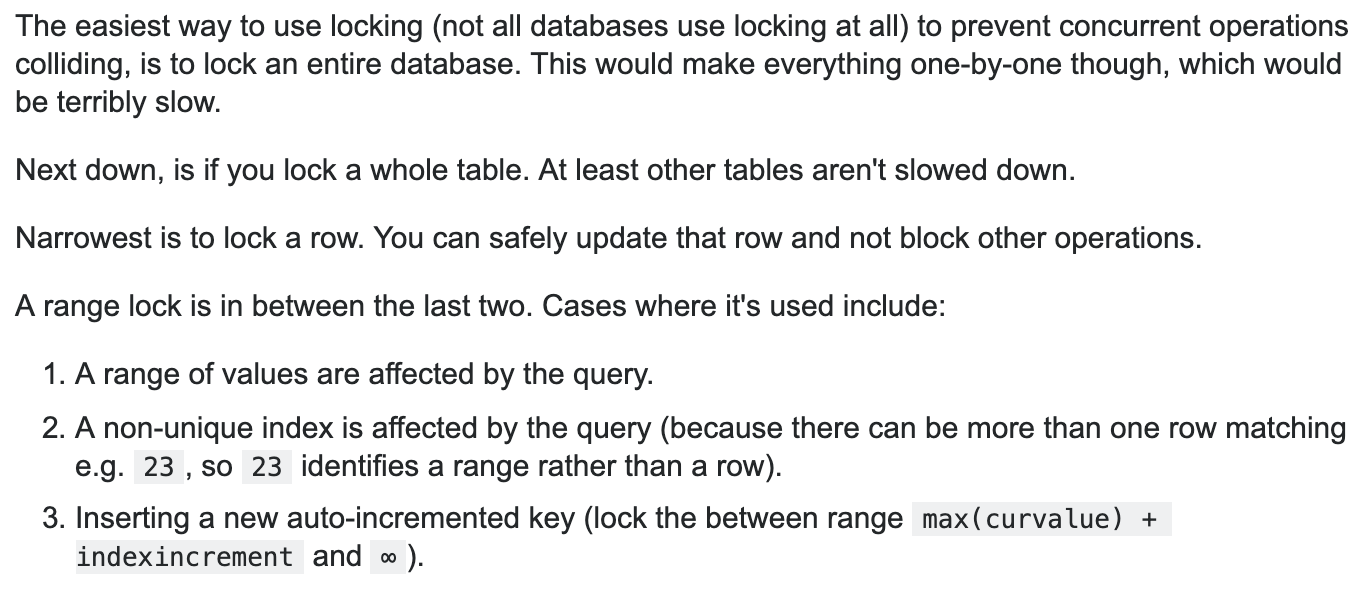 The easiest way to use locking (not all databases use locking at all) to prevent concurrent operations
colliding, is to lock an entire database. This would make everything one-by-one though, which would
be terribly slow.
Next down, is if you lock a whole table. At least other tables aren't slowed down.
Narrowest is to lock a row. You can safely update that row and not block other operations.
A range lock is in between the last two. Cases where it's used include:
1. A range of values are affected by the query.
2. A non-unique index is affected by the query (because there can be more than one row matching
e.g. 23 , so 23 identifies a range rather than a row).
3. Inserting a new auto-incremented key (lock the between range max(curvalue) +
indexincrement and ∞ ).